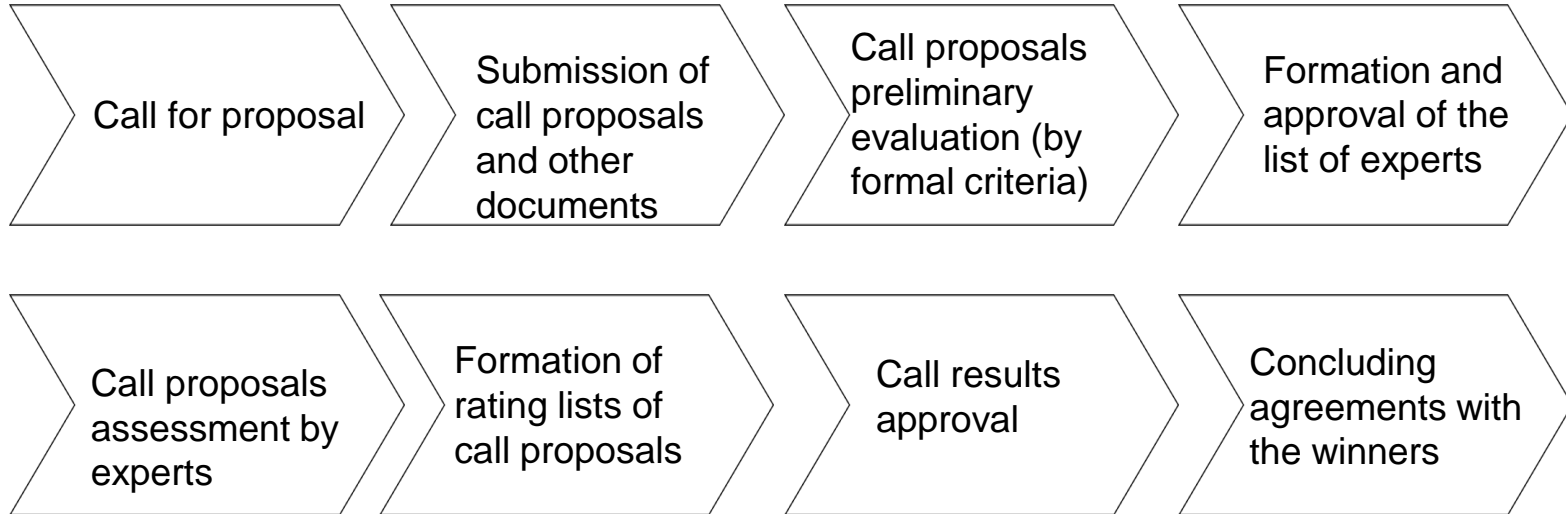 Call for proposal
Submission of
call proposals
and other
documents
Call proposals
preliminary
evaluation (by
formal criteria)
Formation and
approval of the
list of experts
Call proposals
assessment by
experts
Formation of
rating lists of
call proposals
Call results
approval
Concluding
agreements with
the winners